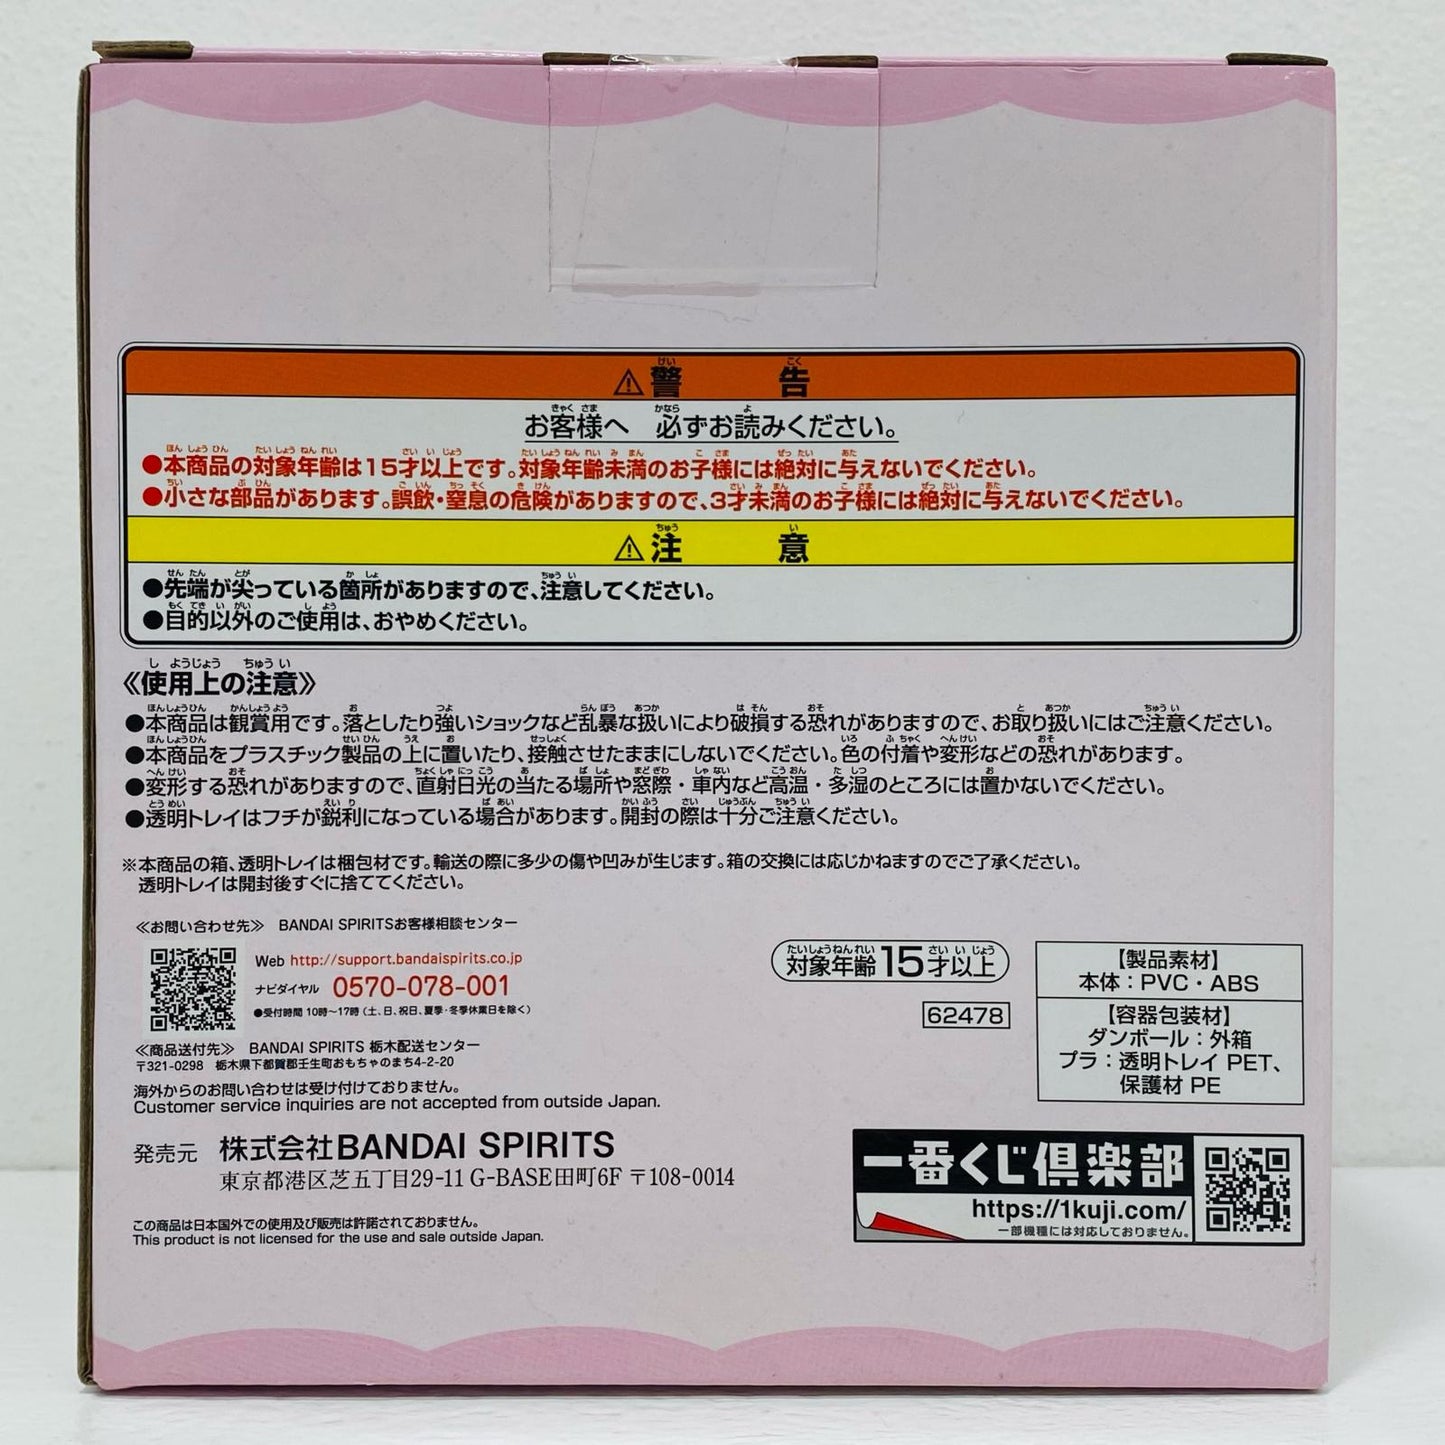 ⚠警告
お客様へ 必ずお読みください。
●本商品の対象年齢は15才以上です。対象年齢未満のお子様には絶対に与えないでください。
●小さな部品があります。誤飲・窒息の危険がありますので、3才未満のお子様には絶対に与えないでください。
⚠注意
●先端が尖っている箇所がありますので、注意してください。
●目的以外のご使用は、おやめください。
《使用上の注意》
●本商品は観賞用です。落としたり強いショックなど乱暴な扱いにより破損する恐れがありますので、お取り扱いにはご注意ください。
●本商品をプラスチック製品の上に置いたり、接触させたままにしないでください。色の付着や変形などの恐れがあります。
●変形する恐れがありますので、直射日光の当たる場所や窓際・車内など高温・多湿のところには置かないでください。
●透明トレイはフチが鋭利になっている場合があります。開封の際は十分ご注意ください。
※本商品の箱、透明トレイは梱包材です。輸送の際に多少の傷や凹みが生じます。箱の交換には応じかねますのでご了承ください。
透明トレイは開封後すぐに捨ててください。
≪お問い合わせ先≫ BANDAI SPIRITSお客様相談センター
Web http://support.bandaispirits.co.jp
ナビダイヤル 0570-078-001
●受付時間 10時〜17時（土、日、祝日、夏季・冬季休業日を除く）
≪商品送付先≫ BANDAI SPIRITS 栃木配送センター
〒321-0298 栃木県下都賀郡壬生町おもちゃのまち4-2-20
海外からのお問い合わせは受け付けておりません。
Customer service inquiries are not accepted from outside Japan.
発売元 株式会社BANDAI SPIRITS
東京都港区芝五丁目29-11 G-BASE田町6F 〒108-0014
この商品は日本国外での使用及び販売は許諾されておりません。
This product is not licensed for the use and sale outside Japan.
対象年齢15才以上
62478
【製品素材】
本体：PVC・ABS
【容器包装材】
ダンボール：外箱
プラ：透明トレイ PET、
保護材 PE
一番くじ倶楽部
https://1kuji.com/
一部機種には対応しておりません。